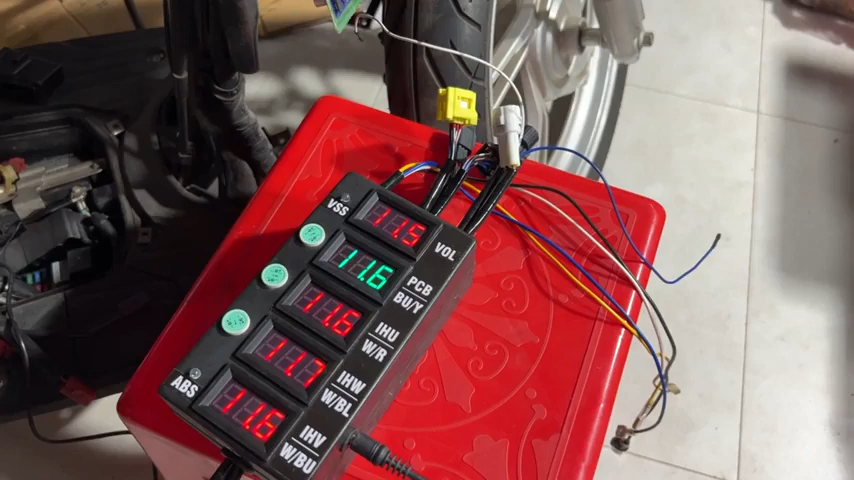 VSS
11.5
VOL
11.6
PCB
BU/Y
11.6
IHU
W/R
11.7
IHW
W/BL
ABS
11.6
IHV
W/BU